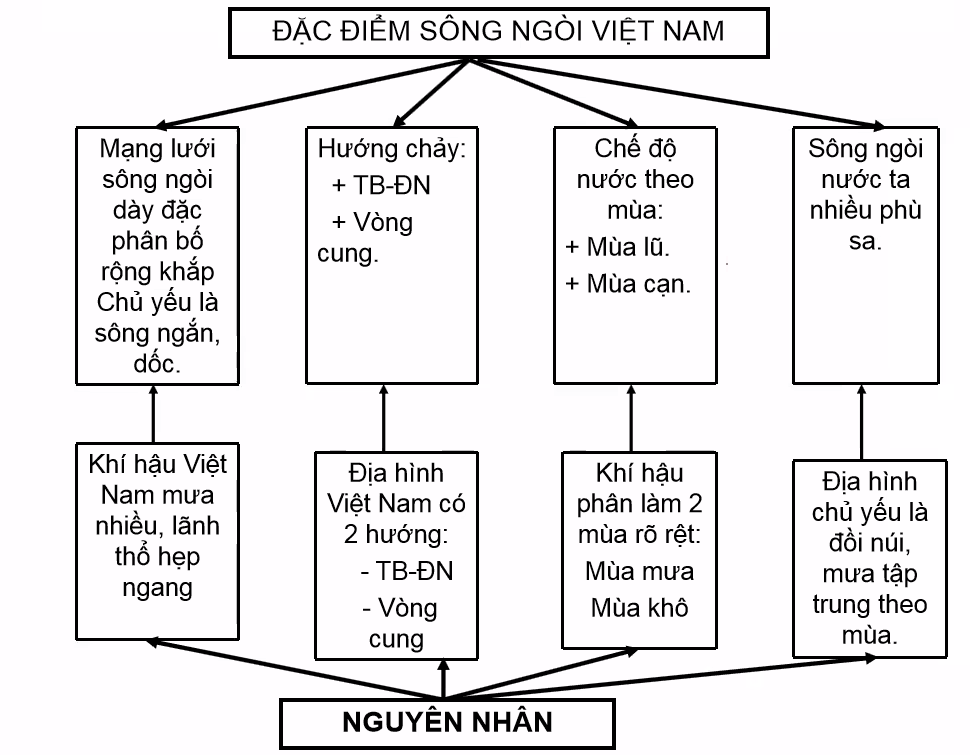 ĐẶC ĐIỂM SÔNG NGÒI VIỆT NAM
Mạng lưới
sông ngòi
dày đặc
phân bố
rộng khắp
Chủ yếu là
sông ngắn,
dốc.
Hướng chảy:
+ TB-ĐN
+ Vòng
cung.
Chế độ
nước theo
mùa:
+ Mùa lũ.
+ Mùa cạn.
Sông ngòi
nước ta
nhiều phù
sa.
Khí hậu Việt
Nam mưa
nhiều, lãnh
thổ hẹp
ngang
Địa hình
Việt Nam có
2 hướng:
- TB-ĐN
- Vòng
cung
Khí hậu
phân làm 2
mùa rõ rệt:
Mùa mưa
Mùa khô
Địa hình
chủ yếu là
đồi núi,
mưa tập
trung theo
mùa.
NGUYÊN NHÂN